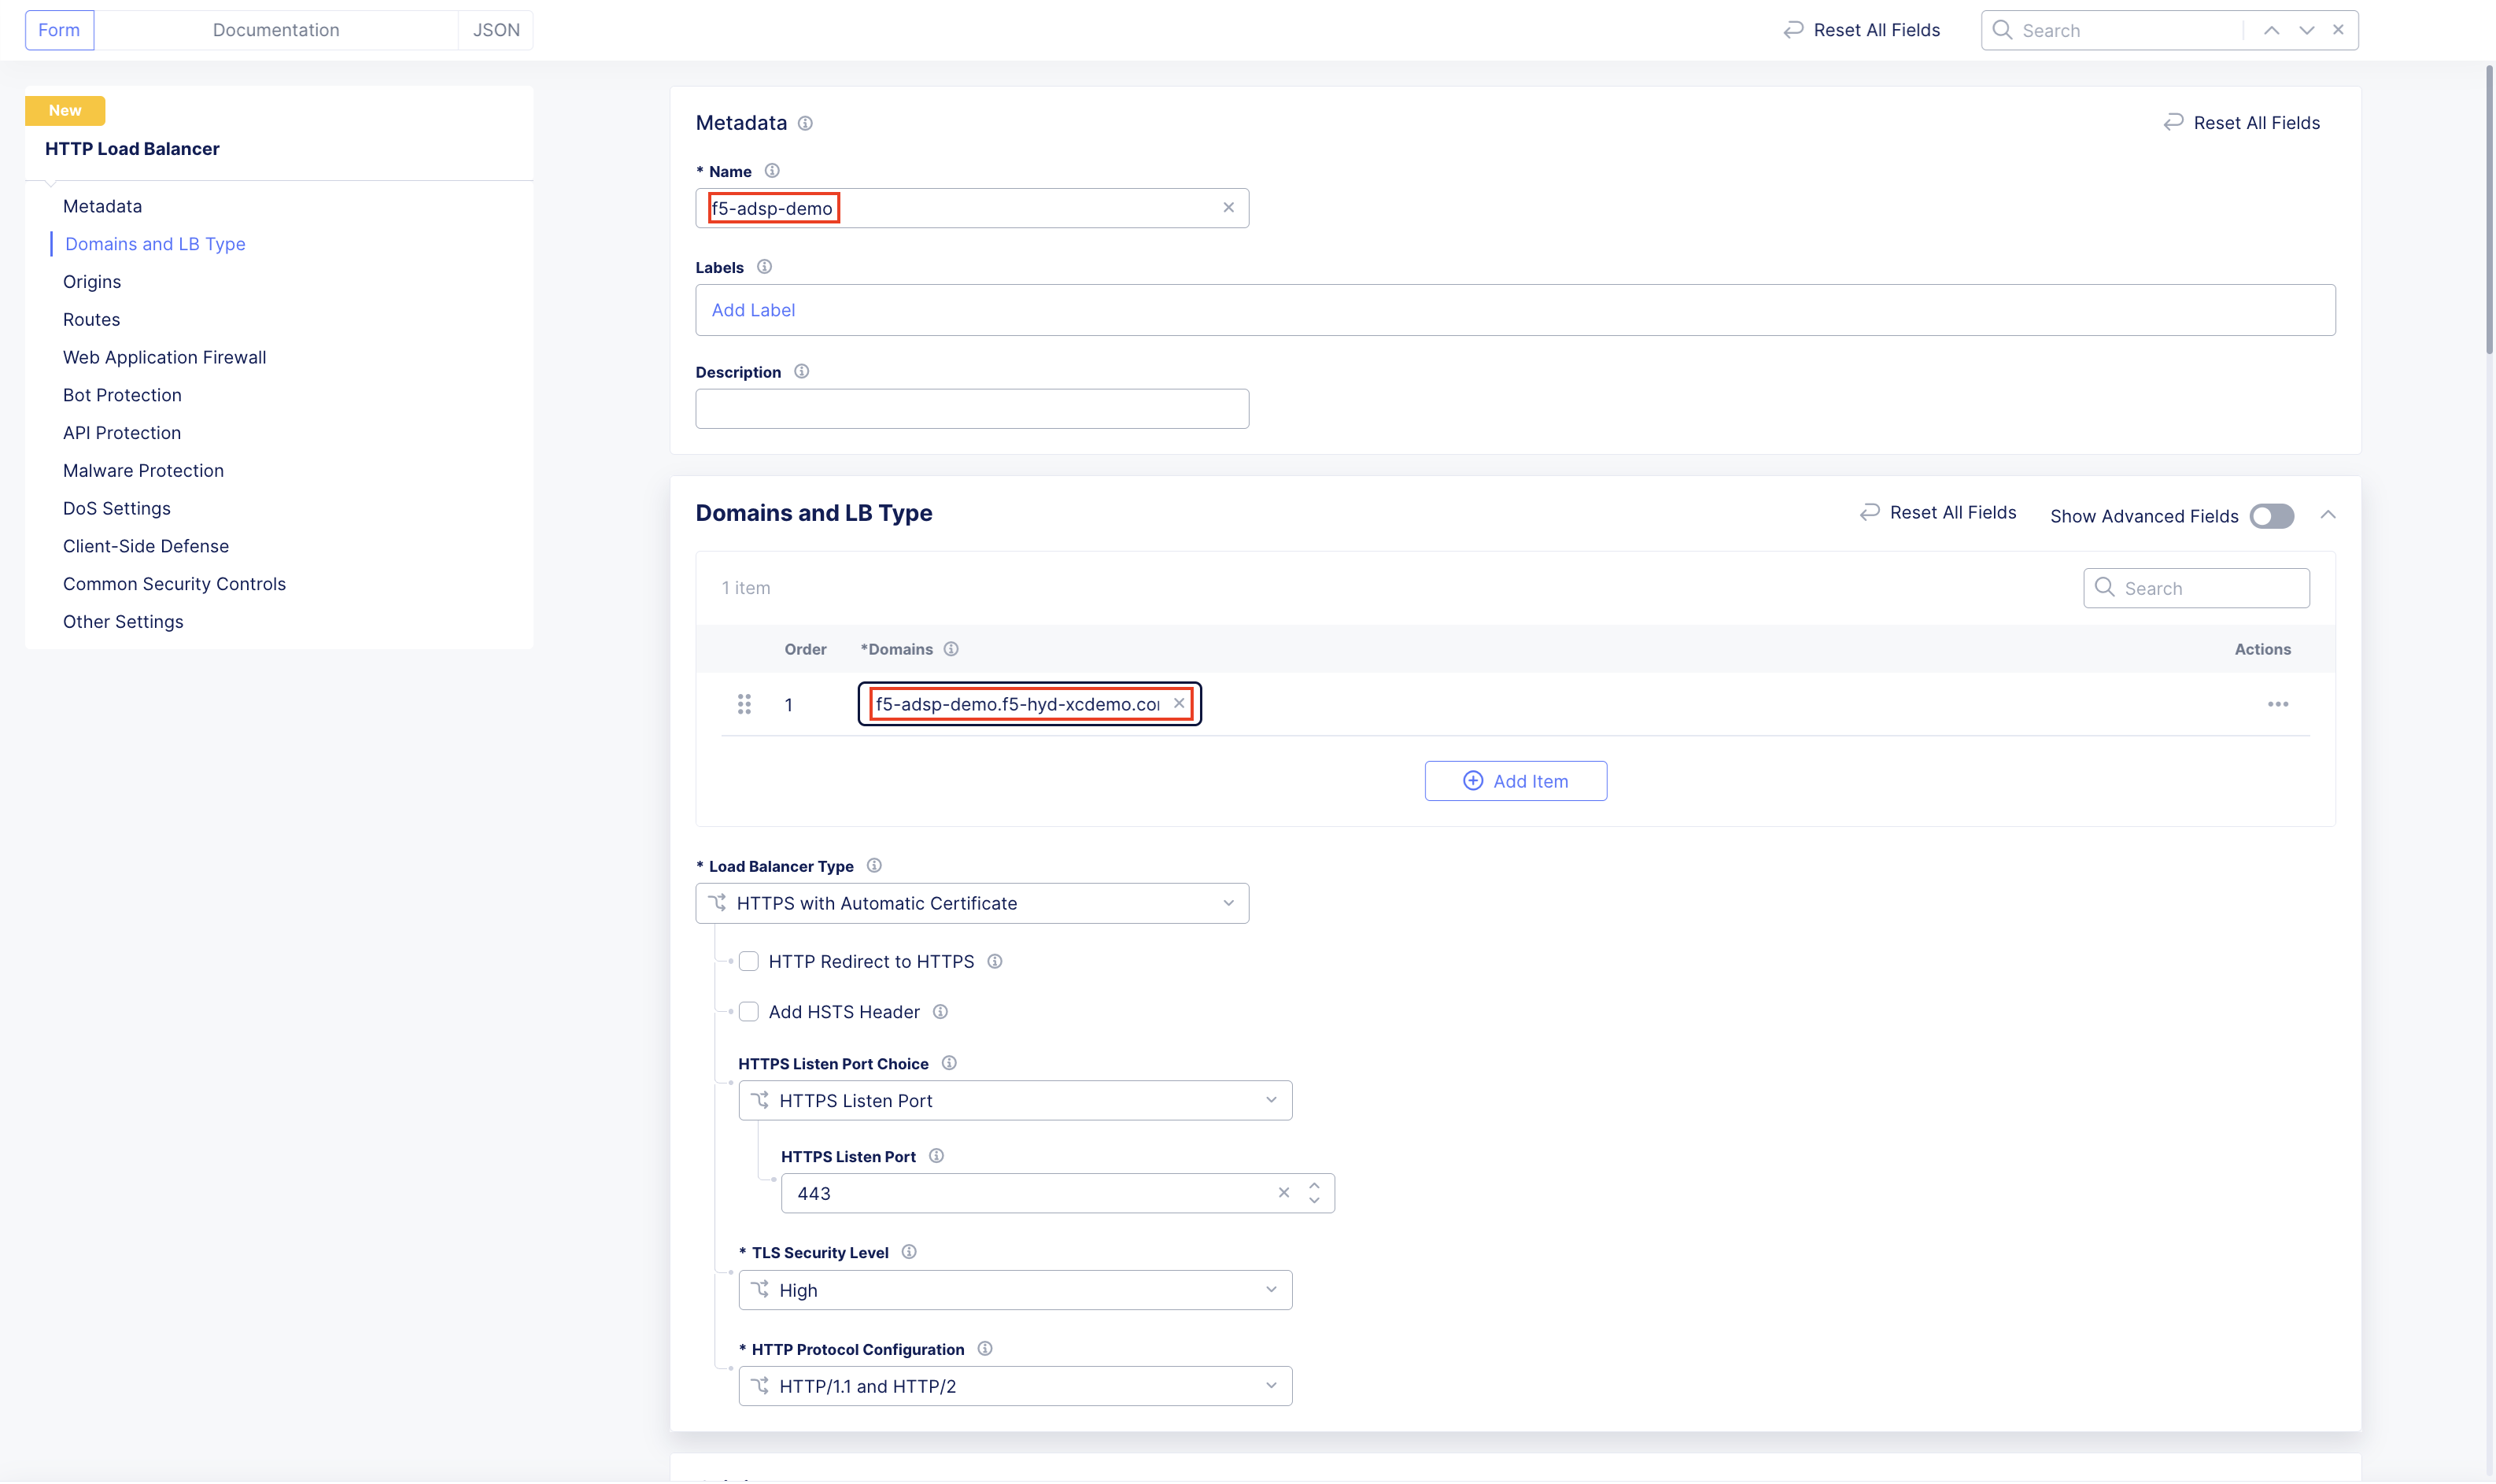 Form Documentation JSON
Reset All Fields
Search
New
HTTP Load Balancer
Metadata
Domains and LB Type
Origins
Routes
Web Application Firewall
Bot Protection
API Protection
Malware Protection
DoS Settings
Client-Side Defense
Common Security Controls
Other Settings
Metadata
Reset All Fields
* Name
f5-adsp-demo
Labels
Add Label
Description
Domains and LB Type
Reset All Fields
Show Advanced Fields
1 item
Search
Order *Domains Actions
1 f5-adsp-demo.f5-hyd-xcdemo.co
Add Item
* Load Balancer Type
HTTPS with Automatic Certificate
HTTP Redirect to HTTPS
Add HSTS Header
HTTPS Listen Port Choice
HTTPS Listen Port
HTTPS Listen Port
443
* TLS Security Level
High
* HTTP Protocol Configuration
HTTP/1.1 and HTTP/2